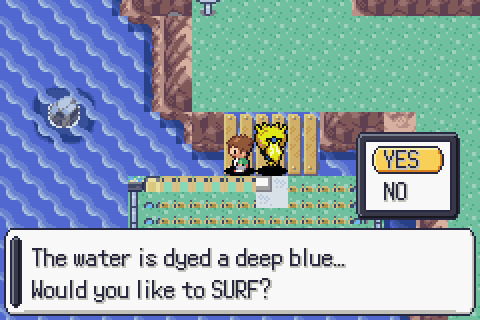 YES
NO
The water is dyed a deep blue…
Would you like to SURF?